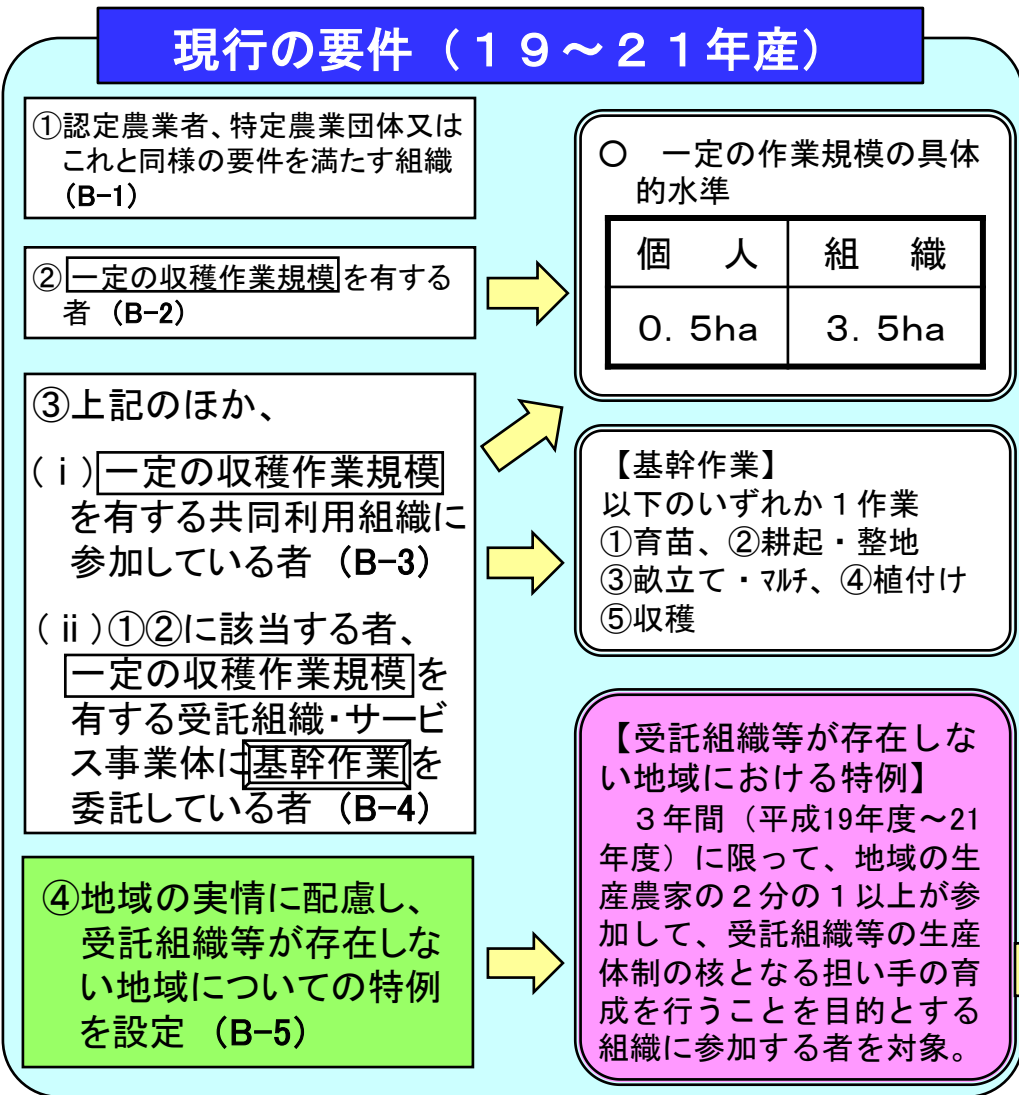 現行の要件（１９～２１年産）
①認定農業者、特定農業団体又は
これと同様の要件を満たす組織
（B-1）
②一定の収穫作業規模を有する
者 （B-2）
③上記のほか、
（ⅰ）一定の収穫作業規模
を有する共同利用組織に
参加している者 （B-3）
（ⅱ）①②に該当する者、
一定の収穫作業規模を
有する受託組織・サービ
ス事業体に基幹作業を
委託している者 （B-4）
④地域の実情に配慮し、
受託組織等が存在しな
い地域についての特例
を設定 （B-5）
○ 一定の作業規模の具体
的水準
個 人 組 織
０．５ha ３．５ha
【基幹作業】
以下のいずれか１作業
①育苗、②耕起・整地
③畝立て・ﾏﾙﾁ、④植付け
⑤収穫
【受託組織等が存在しな
い地域における特例】
３年間（平成19年度～21
年度）に限って、地域の生
産農家の２分の１以上が参
加して、受託組織等の生産
体制の核となる担い手の育
成を行うことを目的とする
組織に参加する者を対象。